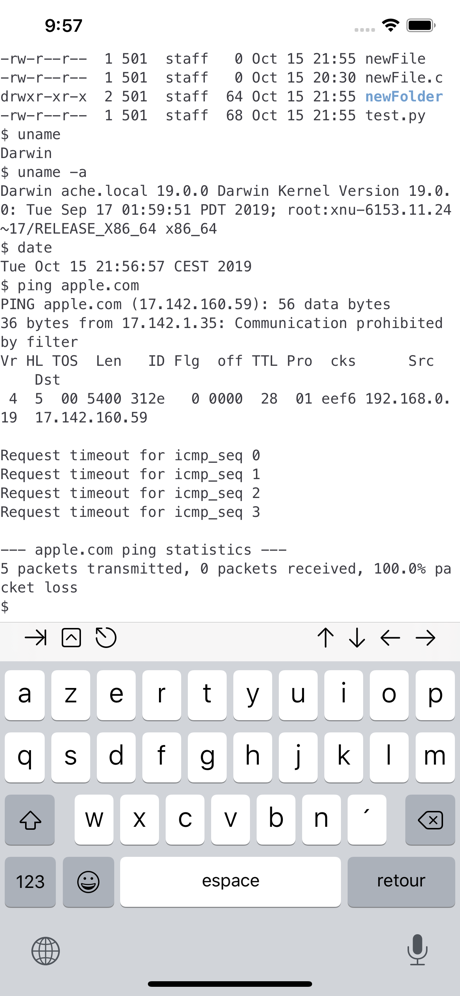 9:57
-rw-r--r--  1 501  staff   0 Oct 15 21:55 newFile
-rw-r--r--  1 501  staff   0 Oct 15 20:30 newFile.c
drwxr-xr-x  2 501  staff  64 Oct 15 21:55 newFolder
-rw-r--r--  1 501  staff  68 Oct 15 21:55 test.py
$ uname
Darwin
$ uname -a
Darwin ache.local 19.0.0 Darwin Kernel Version 19.0.
0: Tue Sep 17 01:59:51 PDT 2019; root:xnu-6153.11.24
~17/RELEASE_X86_64 x86_64
$ date
Tue Oct 15 21:56:57 CEST 2019
$ ping apple.com
PING apple.com (17.142.160.59): 56 data bytes
36 bytes from 17.142.1.35: Communication prohibited
by filter
Vr HL TOS  Len   ID Flg  off TTL Pro  cks      Src
    Dst
 4  5  00 5400 312e   0 0000  28  01 eef6 192.168.0.
19  17.142.160.59

Request timeout for icmp_seq 0
Request timeout for icmp_seq 1
Request timeout for icmp_seq 2
Request timeout for icmp_seq 3

--- apple.com ping statistics ---
5 packets transmitted, 0 packets received, 100.0% pa
cket loss
$
a z e r t y u i o p
q s d f g h j k l m
w x c v b n ´
123 espace retour